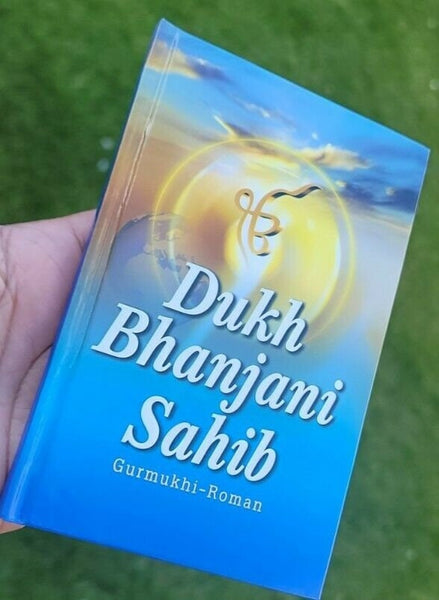 ੴ
Dukh
Bhanjani
Sahib
Gurmukhi-Roman